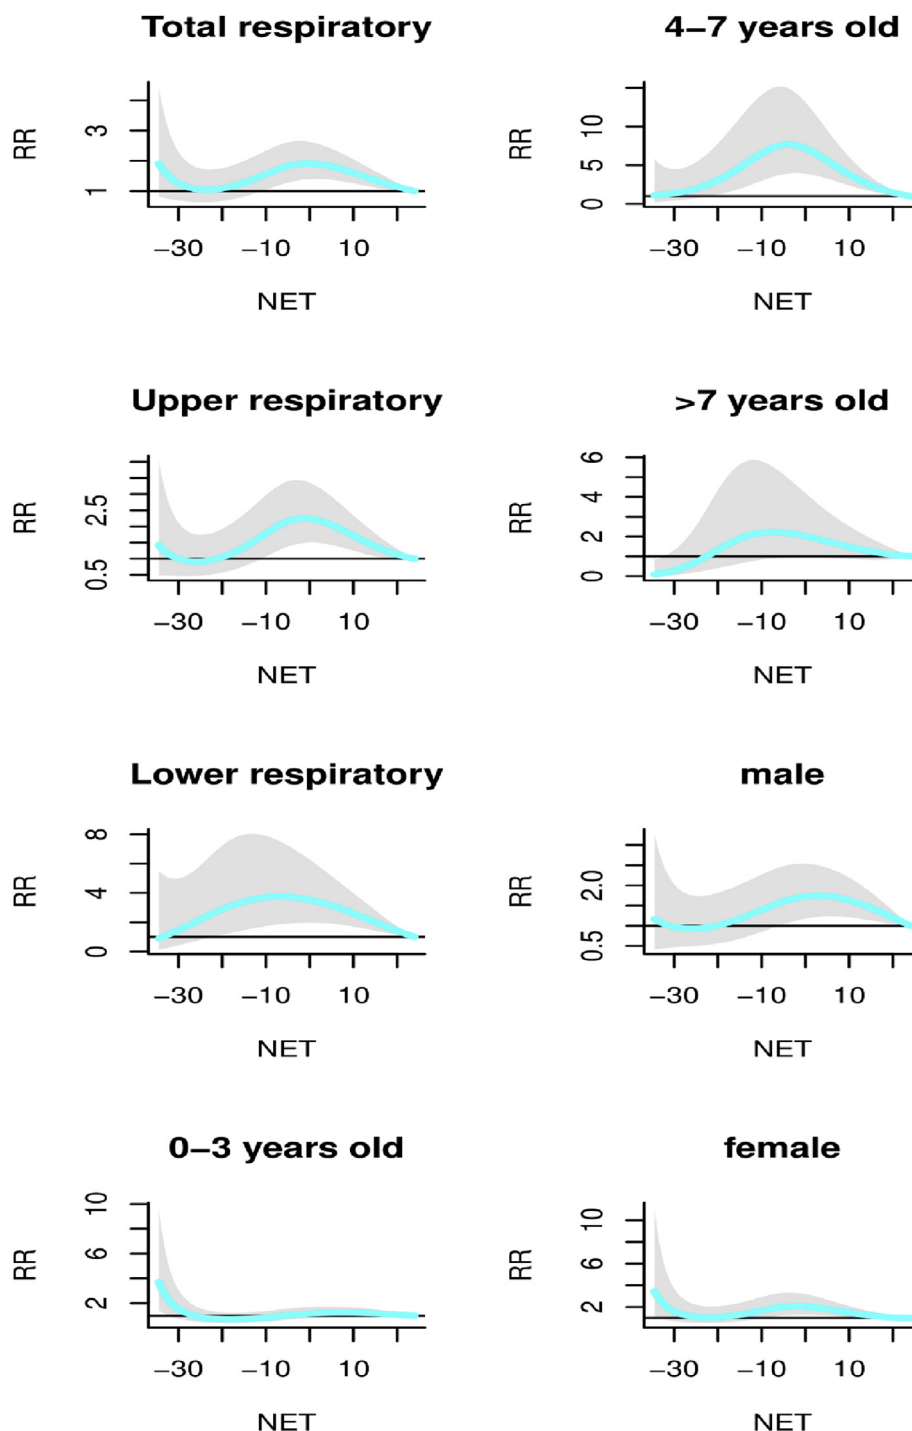 Total respiratory
RR
1
3
−30 −10 10
NET
4−7 years old
RR
0
5
10
−30 −10 10
NET
Upper respiratory
RR
0.5
2.5
−30 −10 10
NET
>7 years old
RR
0
2
4
6
−30 −10 10
NET
Lower respiratory
RR
0
4
8
−30 −10 10
NET
male
RR
0.5
2.0
−30 −10 10
NET
0−3 years old
RR
2
6
10
−30 −10 10
NET
female
RR
2
6
10
−30 −10 10
NET